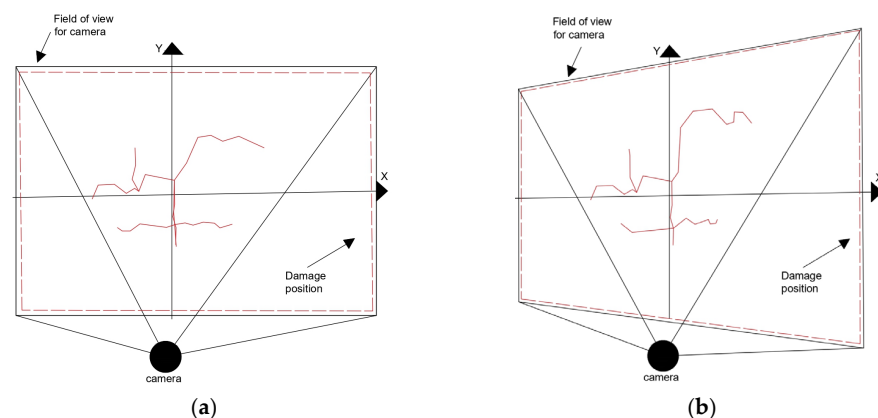 Field of view
for camera
Y
X
Damage
position
camera
(a)
Field of view
for camera
Y
X
Damage
position
camera
(b)